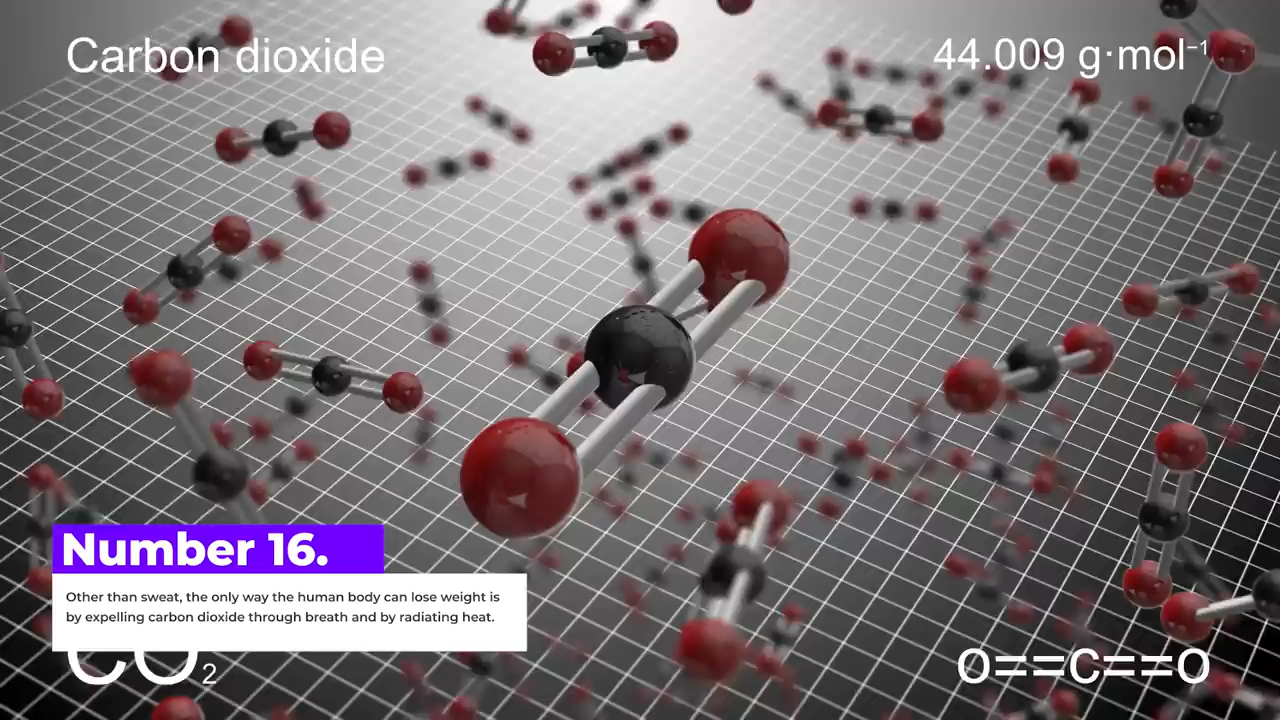 Carbon dioxide
44.009 g·mol⁻¹
Number 16.
Other than sweat, the only way the human body can lose weight is
by expelling carbon dioxide through breath and by radiating heat.
CO₂
O==C==O